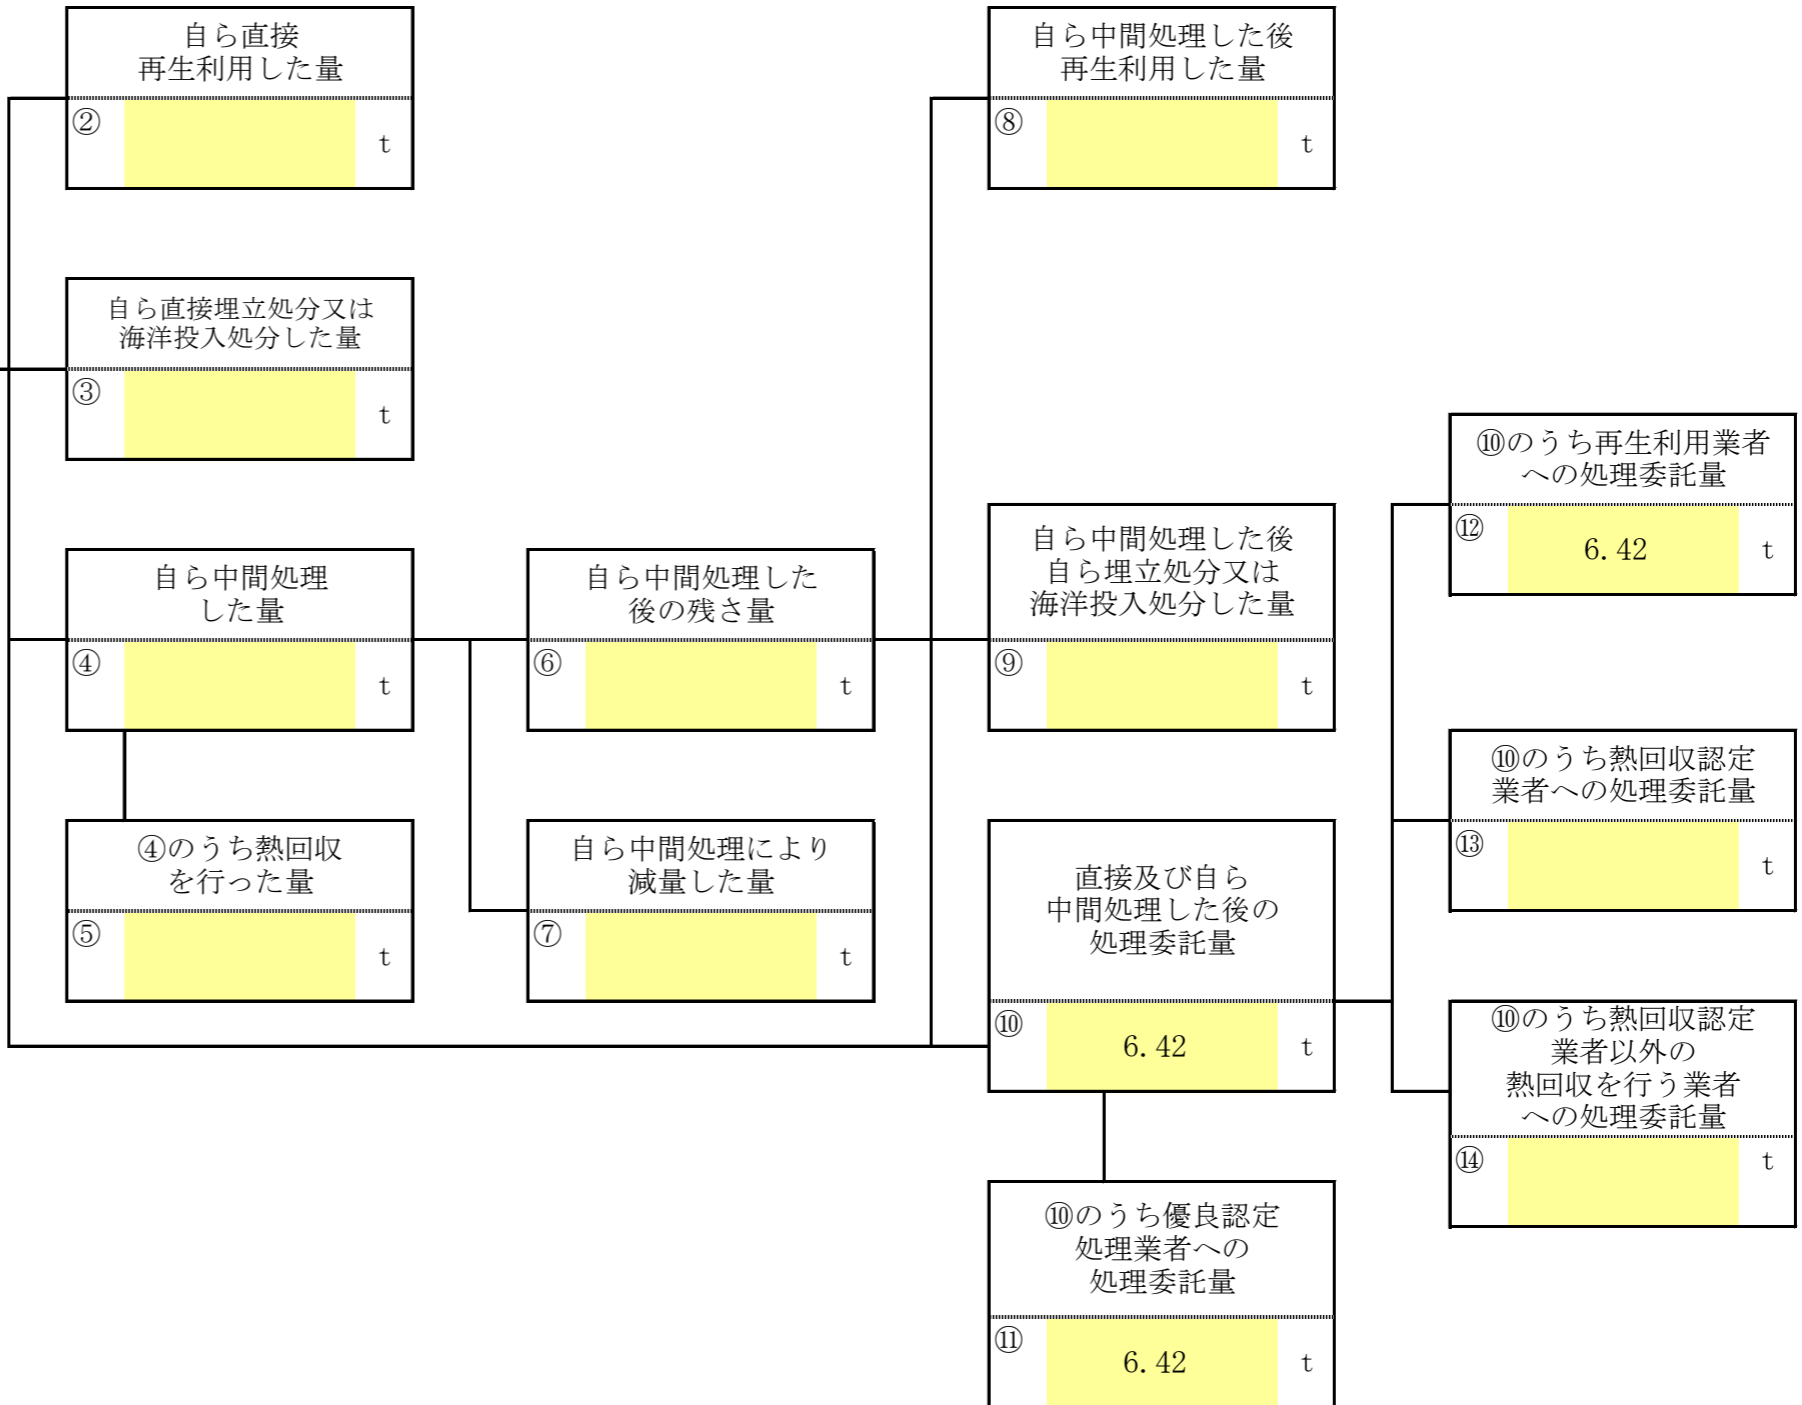 自ら直接
再生利用した量
②
t
自ら中間処理した後
再生利用した量
⑧
t
自ら直接埋立処分又は
海洋投入処分した量
③
t
⑩のうち再生利用業者
への処理委託量
⑫
6.42
t
自ら中間処理
した量
④
t
自ら中間処理した
後の残さ量
⑥
t
自ら中間処理した後
自ら埋立処分又は
海洋投入処分した量
⑨
t
⑩のうち熱回収認定
業者への処理委託量
⑬
t
④のうち熱回収
を行った量
⑤
t
自ら中間処理により
減量した量
⑦
t
直接及び自ら
中間処理した後の
処理委託量
⑩
6.42
t
⑩のうち熱回収認定
業者以外の
熱回収を行う業者
への処理委託量
⑭
t
⑩のうち優良認定
処理業者への
処理委託量
⑪
6.42
t